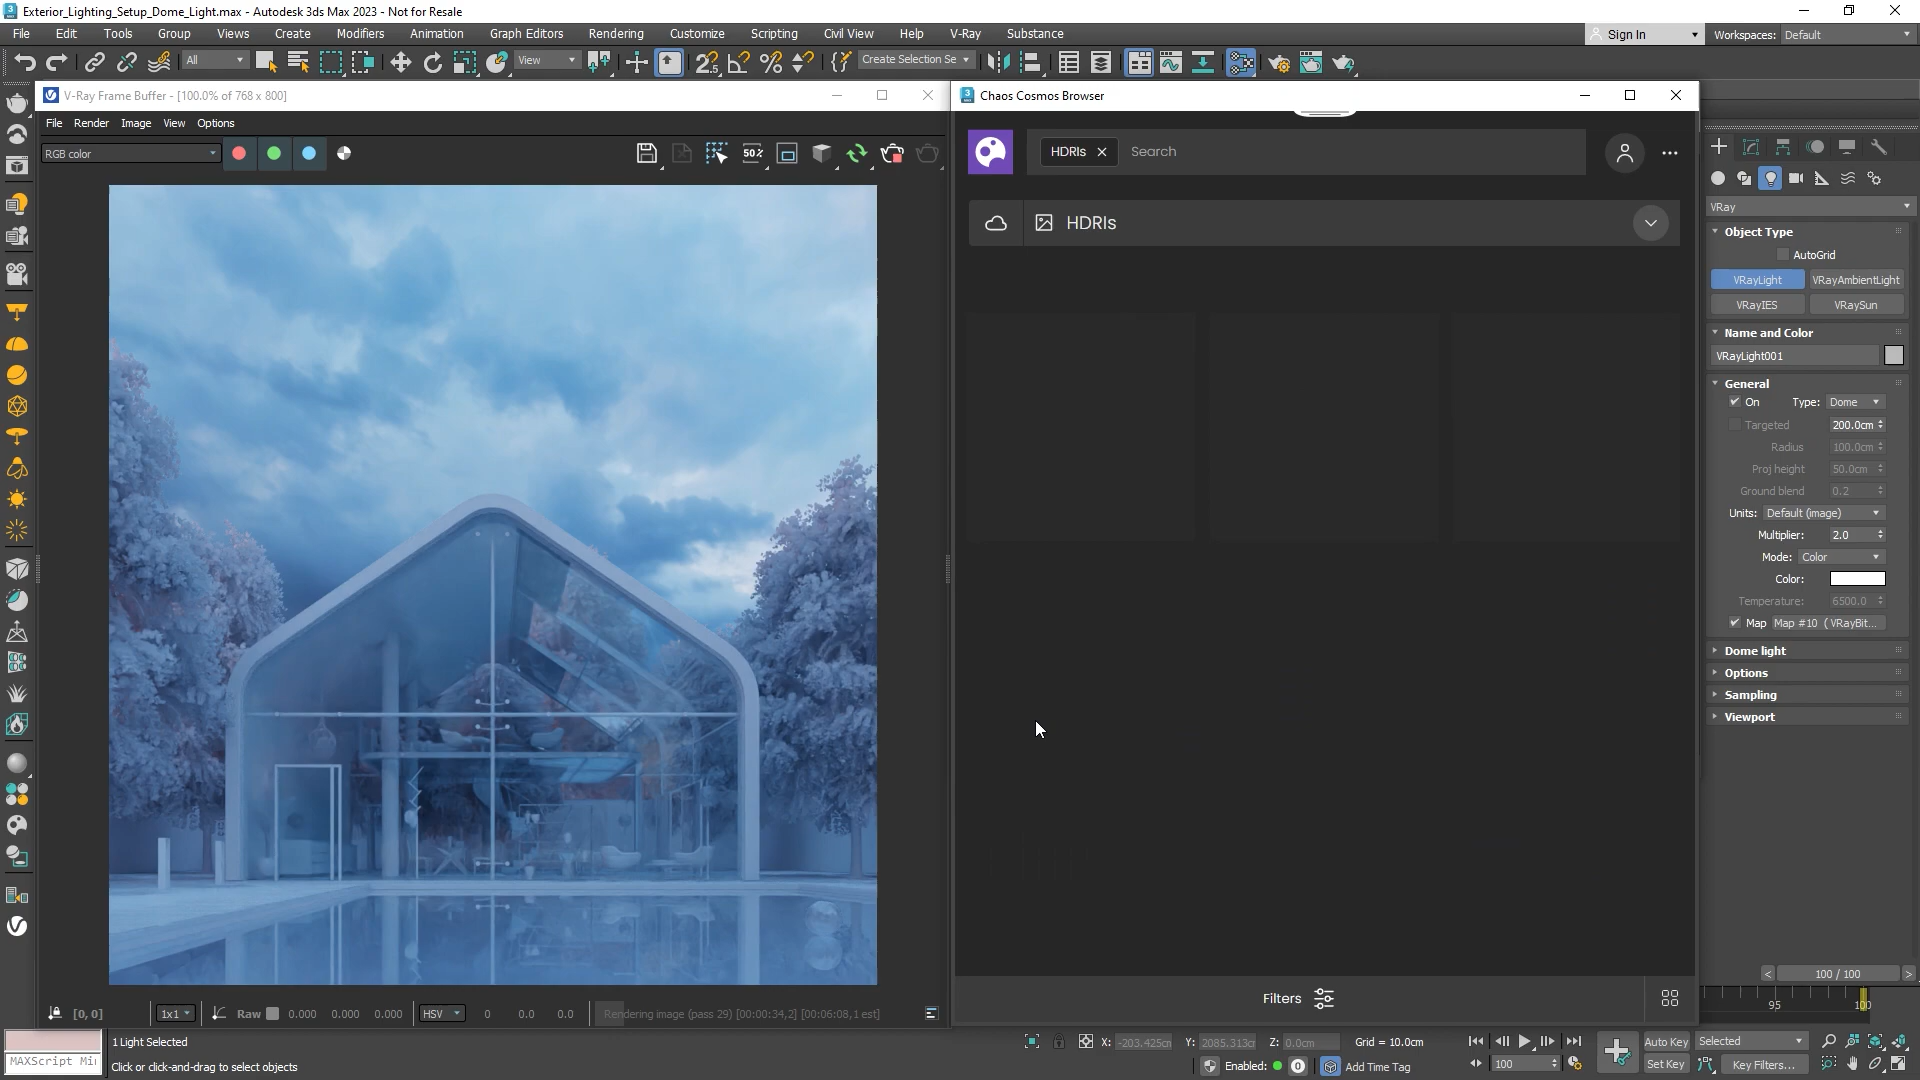 Exterior_Lighting_Setup_Dome_Light.max - Autodesk 3ds Max 2023 - Not for Resale
File Edit Tools Group Views Create Modifiers Animation Graph Editors Rendering Customize Scripting Civil View Help V-Ray Substance
Sign In Workspaces: Default
All View Create Selection Se
V-Ray Frame Buffer - [100.0% of 768 x 800]
File Render Image View Options
RGB color
50%
Chaos Cosmos Browser
HDRIs Search
HDRIs
Filters
VRay
Object Type
AutoGrid
VRayLight VRayAmbientLight
VRayIES VRaySun
Name and Color
VRayLight001
General
On Type: Dome
Targeted 200.0cm
Radius 100.0cm
Proj height 50.0cm
Ground blend 0.2
Units: Default (image)
Multiplier: 2.0
Mode: Color
Color:
Temperature: 6500.0
Map Map #10 ( VRayBit...
Dome light
Options
Sampling
Viewport
< 100 / 100 >
95 100
[0, 0] 1x1 Raw 0.000 0.000 0.000 HSV 0 0.0 0.0 Rendering image (pass 29) [00:00:34,2] [00:06:08,1 est]
1 Light Selected
X: -203.425cm Y: 2085.313cm Z: 0.0cm Grid = 10.0cm
Auto Key Selected
MAXScript Mi
Click or click-and-drag to select objects
Enabled: 0 Add Time Tag
100
Set Key Key Filters...